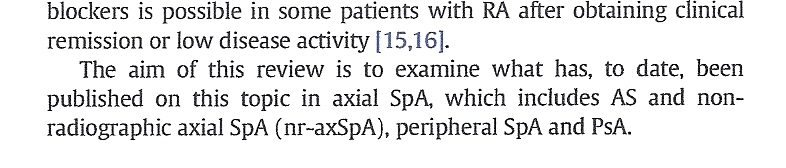 blockers is possible in some patients with RA after obtaining clinical
remission or low disease activity [15,16].
The aim of this review is to examine what has, to date, been
published on this topic in axial SpA, which includes AS and non-
radiographic axial SpA (nr-axSpA), peripheral SpA and PsA.